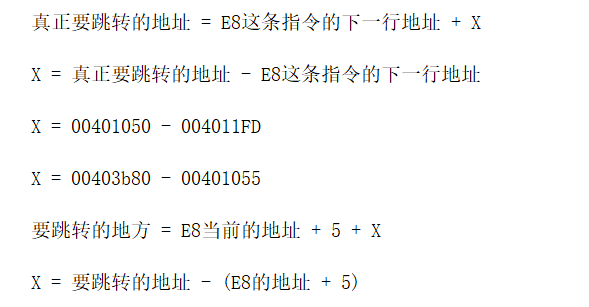 真正要跳转的地址 = E8这条指令的下一行地址 + X
X = 真正要跳转的地址 - E8这条指令的下一行地址
X = 00401050 - 004011FD
X = 00403b80 - 00401055
要跳转的地方 = E8当前的地址 + 5 + X
X = 要跳转的地址 - (E8的地址 + 5)